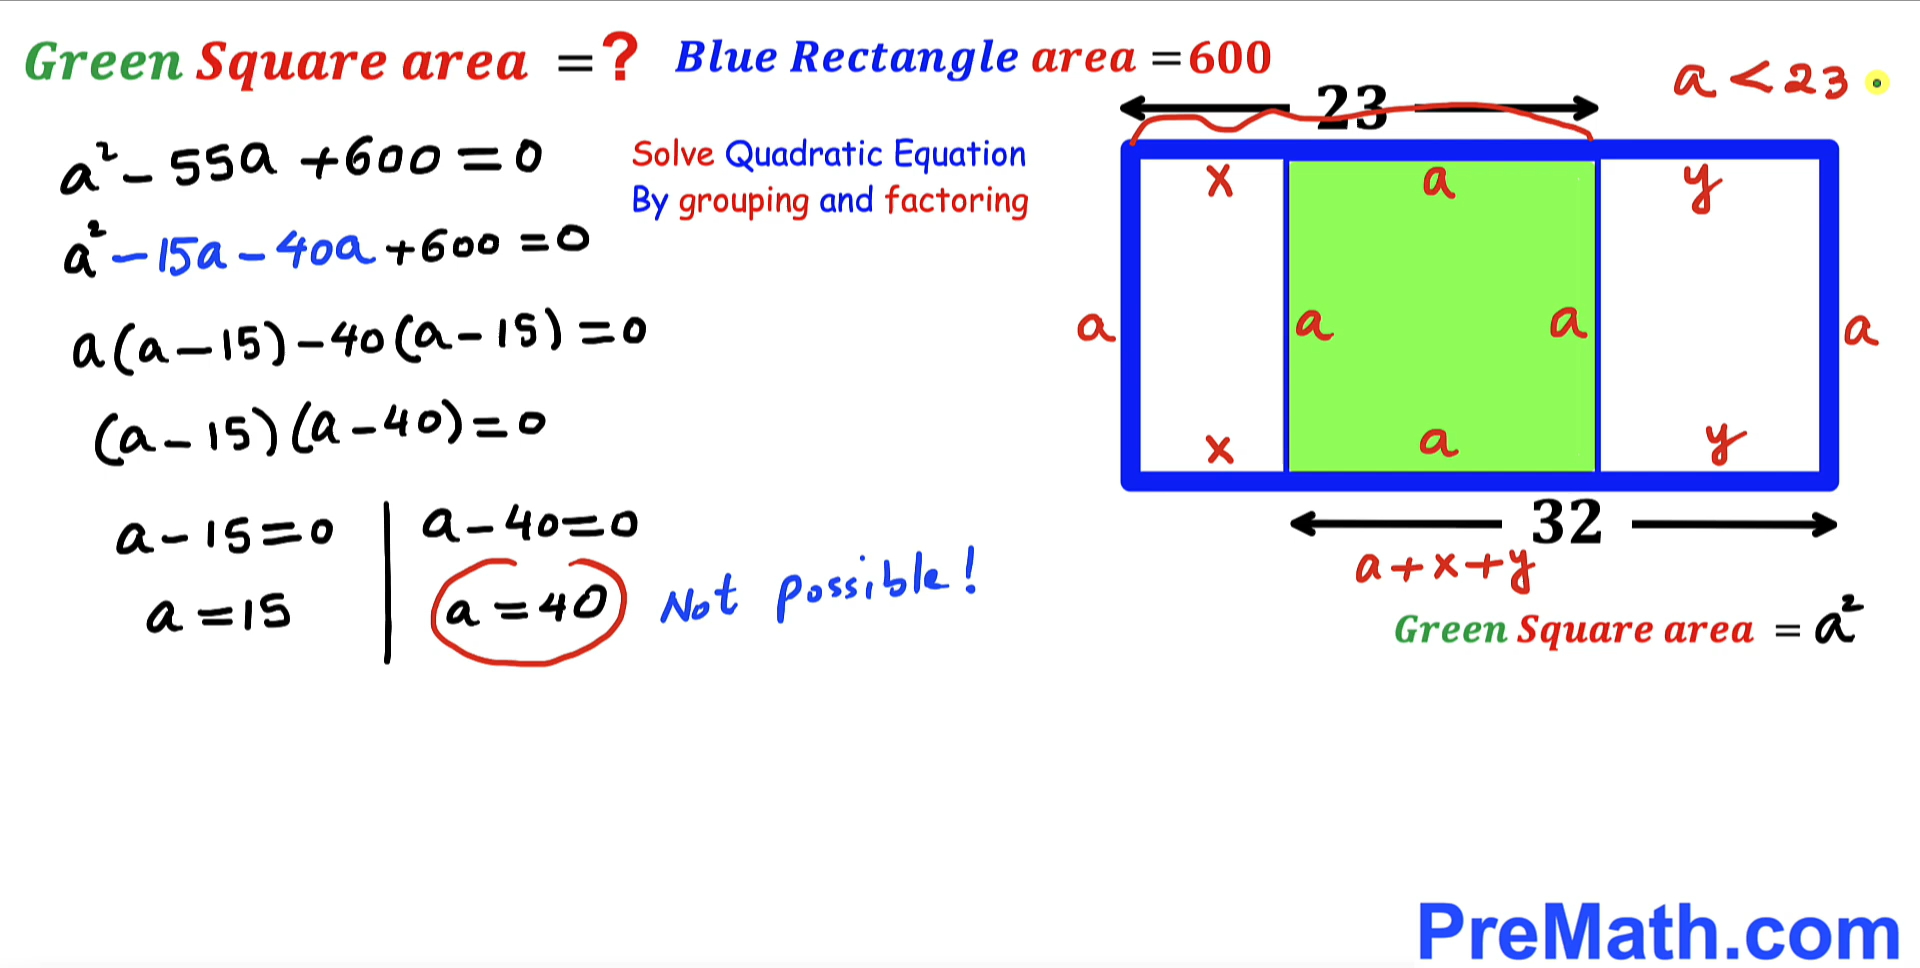 Green Square area = ? Blue Rectangle area = 600
a < 23
23
a² - 55a + 600 = 0
Solve Quadratic Equation
By grouping and factoring
a² - 15a - 40a + 600 = 0
a(a - 15) - 40(a - 15) = 0
(a - 15)(a - 40) = 0
a - 15 = 0
a = 15
a - 40 = 0
a = 40 Not possible!
x a y
a a a a
x a y
32
a + x + y
Green Square area = a²
PreMath.com